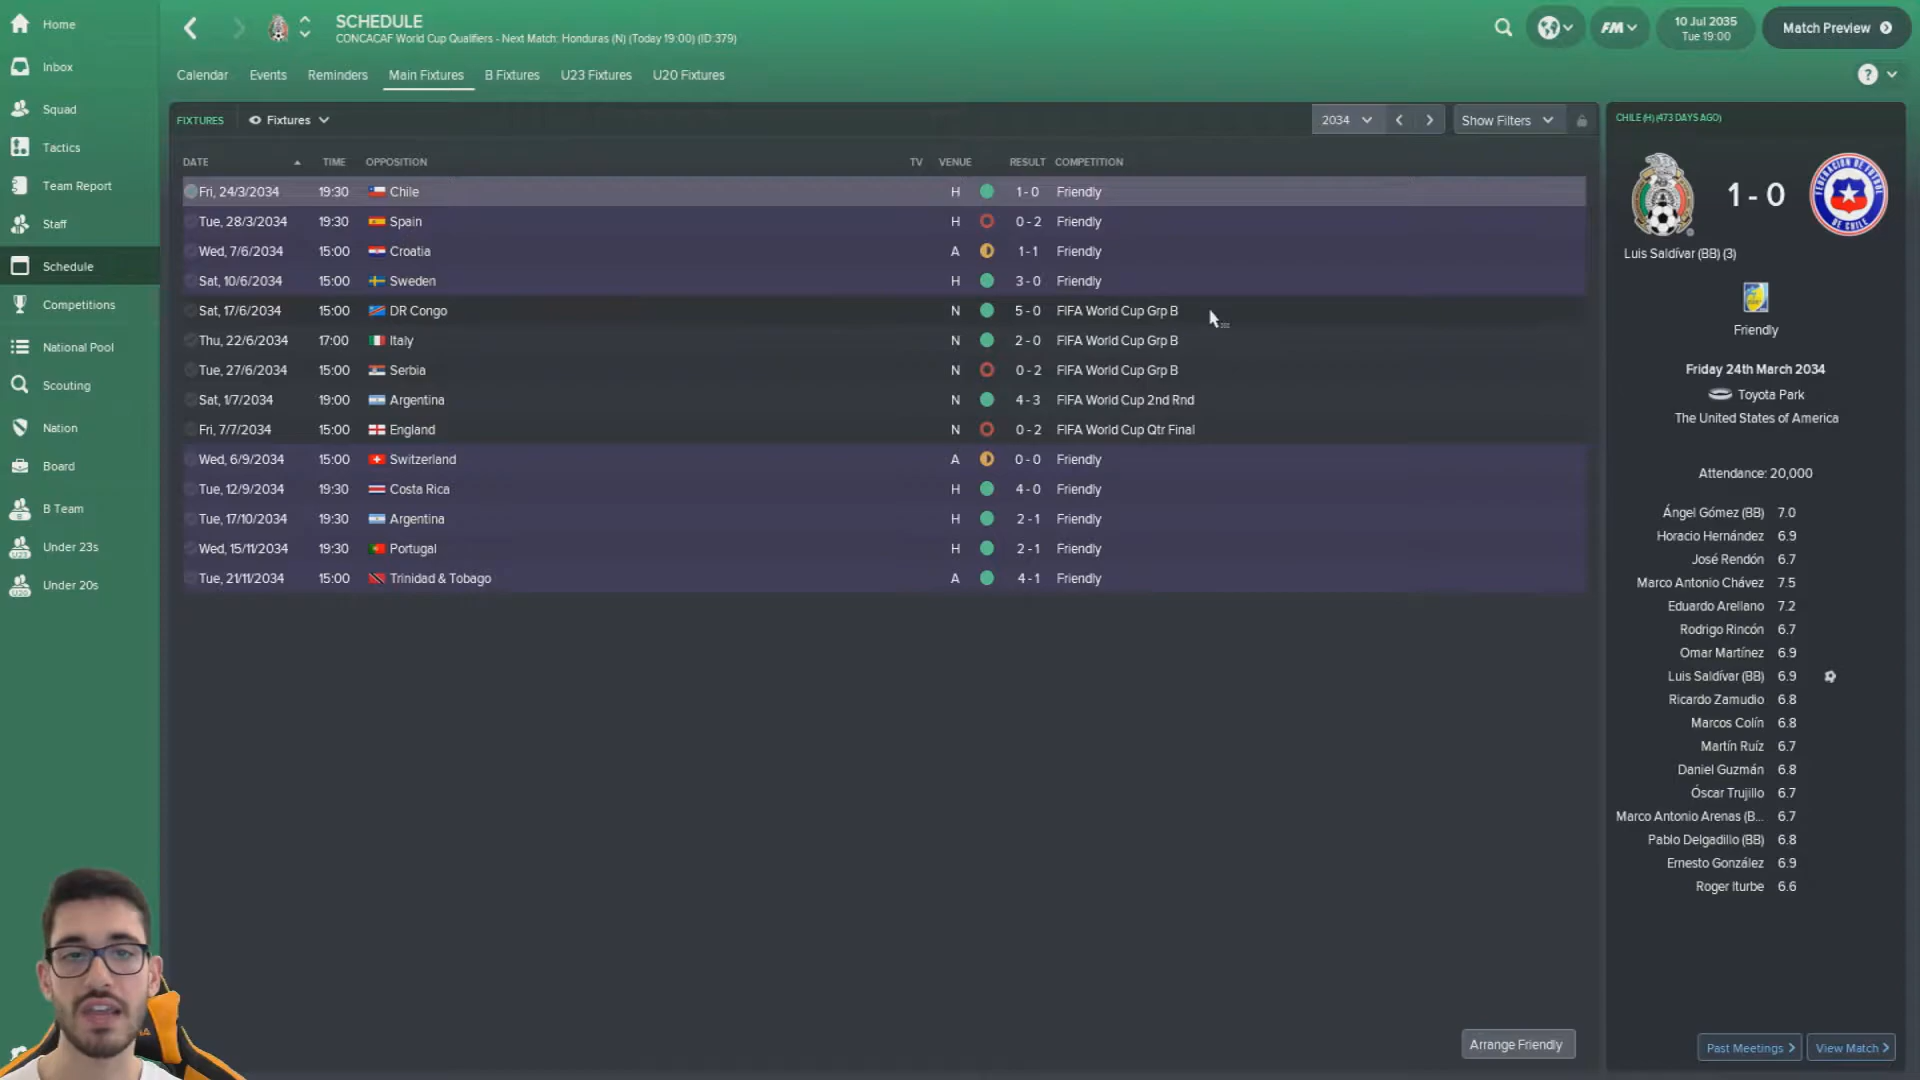 Home
Inbox
Squad
Tactics
Team Report
Staff
Schedule
Competitions
National Pool
Scouting
Nation
Board
B Team
Under 23s
Under 20s
SCHEDULE
CONCACAF World Cup Qualifiers - Next Match: Honduras (N) (Today 19:00) (ID:379)
FM
10 Jul 2035
Tue 19:00
Match Preview
Calendar Events Reminders Main Fixtures B Fixtures U23 Fixtures U20 Fixtures
?
FIXTURES Fixtures 2034 Show Filters
DATE TIME OPPOSITION TV VENUE RESULT COMPETITION
Fri, 24/3/2034 19:30 Chile H 1 - 0 Friendly
Tue, 28/3/2034 19:30 Spain H 0 - 2 Friendly
Wed, 7/6/2034 15:00 Croatia A 1 - 1 Friendly
Sat, 10/6/2034 15:00 Sweden H 3 - 0 Friendly
Sat, 17/6/2034 15:00 DR Congo N 5 - 0 FIFA World Cup Grp B
Thu, 22/6/2034 17:00 Italy N 2 - 0 FIFA World Cup Grp B
Tue, 27/6/2034 15:00 Serbia N 0 - 2 FIFA World Cup Grp B
Sat, 1/7/2034 19:00 Argentina N 4 - 3 FIFA World Cup 2nd Rnd
Fri, 7/7/2034 15:00 England N 0 - 2 FIFA World Cup Qtr Final
Wed, 6/9/2034 15:00 Switzerland A 0 - 0 Friendly
Tue, 12/9/2034 19:30 Costa Rica H 4 - 0 Friendly
Tue, 17/10/2034 19:30 Argentina H 2 - 1 Friendly
Wed, 15/11/2034 19:30 Portugal H 2 - 1 Friendly
Tue, 21/11/2034 15:00 Trinidad & Tobago A 4 - 1 Friendly
Arrange Friendly
CHILE (H) (473 DAYS AGO)
1 - 0
Luis Saldívar (BB) (3)
Friendly
Friday 24th March 2034
Toyota Park
The United States of America
Attendance: 20,000
Ángel Gómez (BB) 7.0
Horacio Hernández 6.9
José Rendón 6.7
Marco Antonio Chávez 7.5
Eduardo Arellano 7.2
Rodrigo Rincón 6.7
Omar Martínez 6.9
Luis Saldívar (BB) 6.9
Ricardo Zamudio 6.8
Marcos Colín 6.8
Martín Ruíz 6.7
Daniel Guzmán 6.8
Óscar Trujillo 6.7
Marco Antonio Arenas (B... 6.7
Pablo Delgadillo (BB) 6.8
Ernesto González 6.9
Roger Iturbe 6.6
Past Meetings View Match